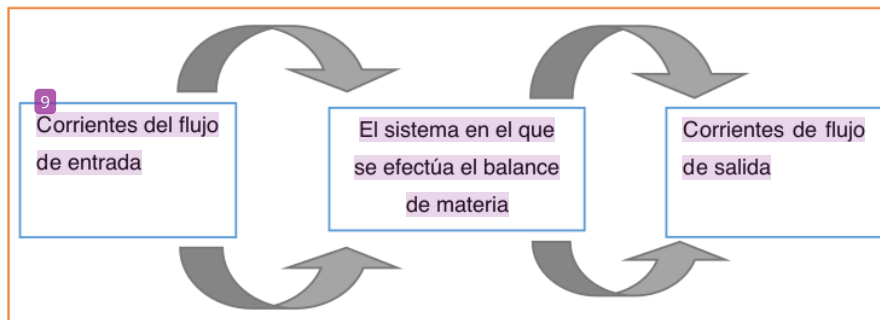 9
Corrientes del flujo
de entrada
El sistema en el que
se efectúa el balance
de materia
Corrientes de flujo
de salida